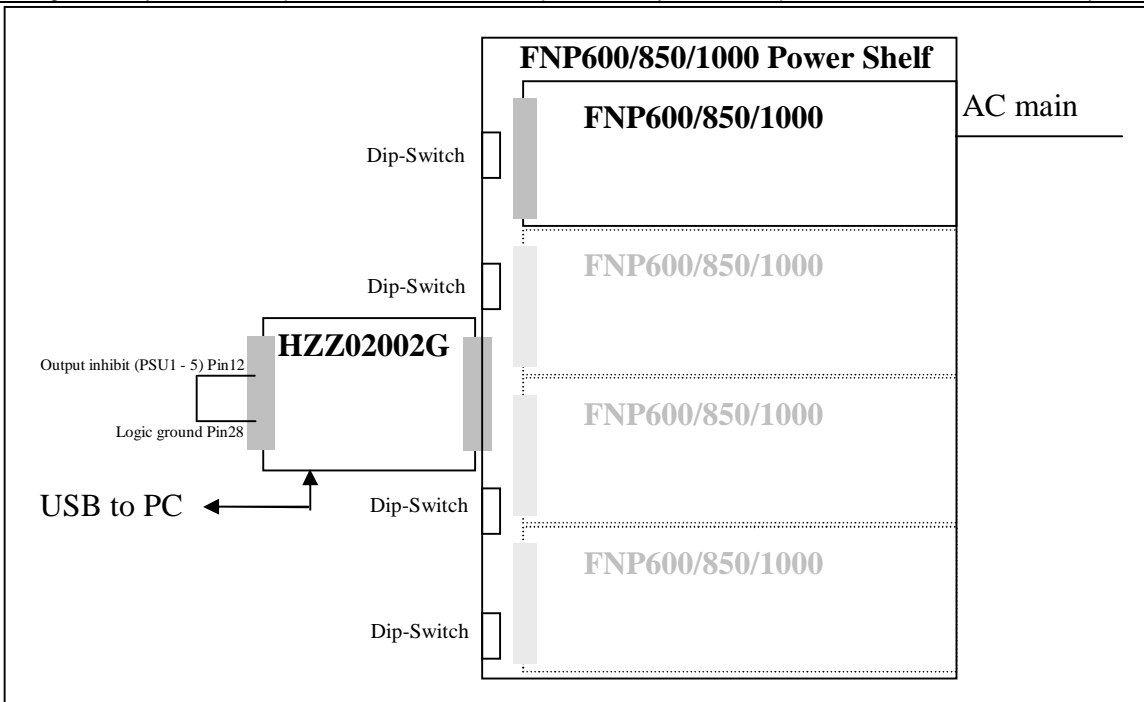 FNP600/850/1000 Power Shelf
FNP600/850/1000
AC main
Dip-Switch
FNP600/850/1000
Dip-Switch
HZZ02002G
Output inhibit (PSU1 - 5) Pin12
Logic ground Pin28
FNP600/850/1000
USB to PC
Dip-Switch
FNP600/850/1000
Dip-Switch